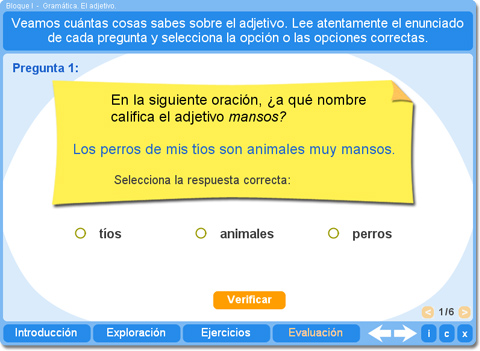 Bloque I - Gramática. El adjetivo.
Veamos cuántas cosas sabes sobre el adjetivo. Lee atentamente el enunciado
de cada pregunta y selecciona la opción o las opciones correctas.
Pregunta 1:
En la siguiente oración, ¿a qué nombre
califica el adjetivo mansos?
Los perros de mis tíos son animales muy mansos.
Selecciona la respuesta correcta:
tíos animales perros
Verificar
1/6
Introducción Exploración Ejercicios Evaluación i c x